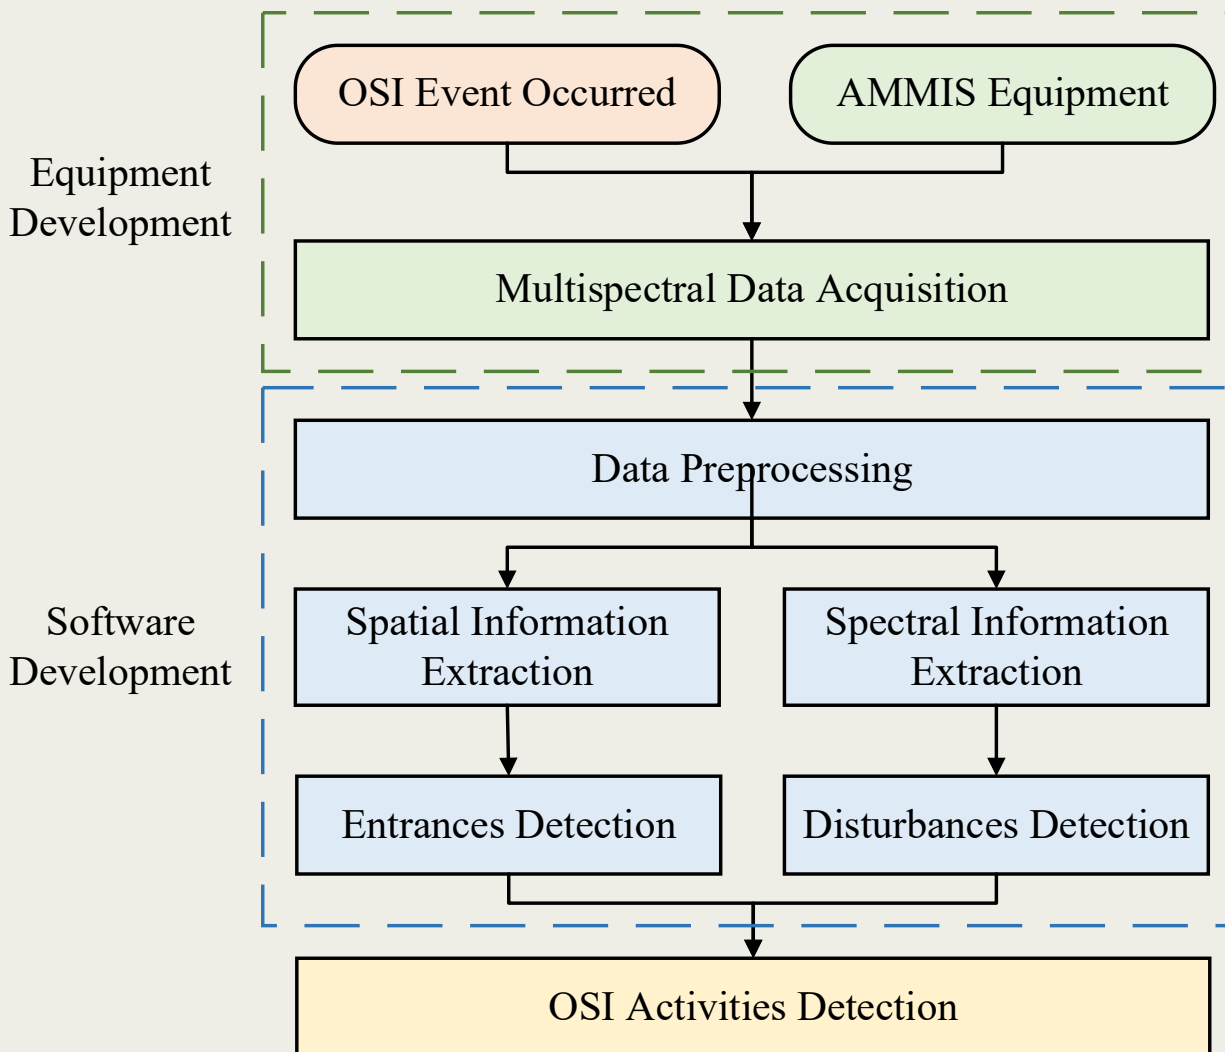 OSI Event Occurred
AMMIS Equipment
Equipment
Development
Multispectral Data Acquisition
Data Preprocessing
Software
Development
Spatial Information
Extraction
Spectral Information
Extraction
Entrances Detection
Disturbances Detection
OSI Activities Detection